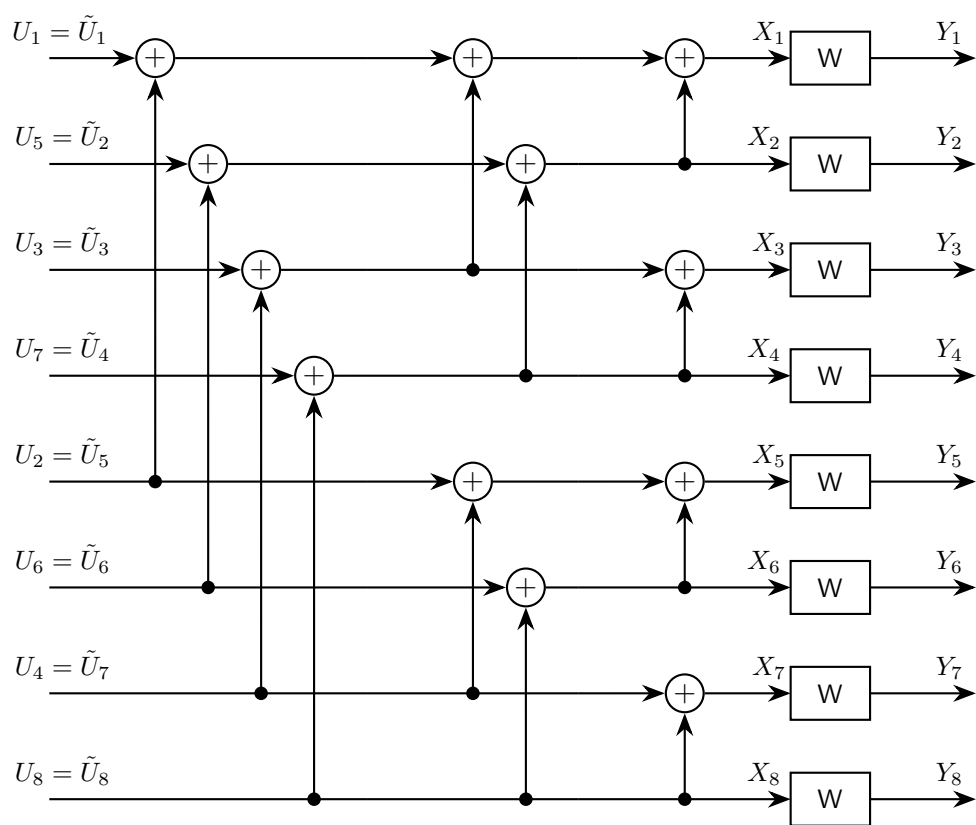 U₁ = Ũ₁ + + + X₁ W Y₁
U₅ = Ũ₂ + + X₂ W Y₂
U₃ = Ũ₃ + + X₃ W Y₃
U₇ = Ũ₄ + X₄ W Y₄
U₂ = Ũ₅ + + X₅ W Y₅
U₆ = Ũ₆ + X₆ W Y₆
U₄ = Ũ₇ + X₇ W Y₇
U₈ = Ũ₈ X₈ W Y₈